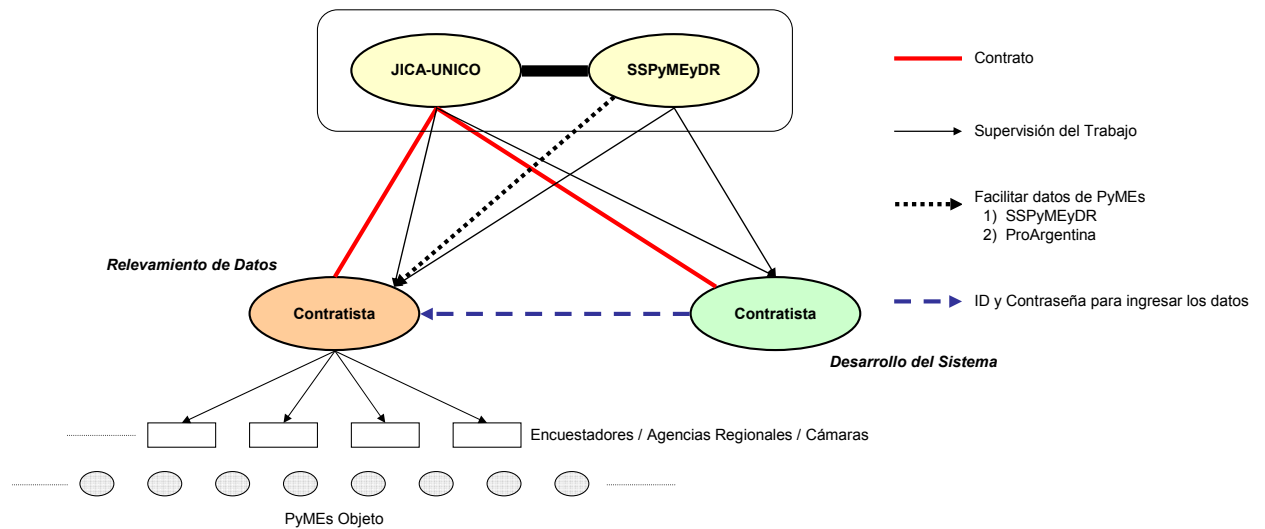 JICA-UNICO
SSPyMEyDR
Contrato
Supervisión del Trabajo
Facilitar datos de PyMEs
1) SSPyMEyDR
2) ProArgentina
Relevamiento de Datos
Contratista
Contratista
ID y Contraseña para ingresar los datos
Desarrollo del Sistema
Encuestadores / Agencias Regionales / Cámaras
PyMEs Objeto